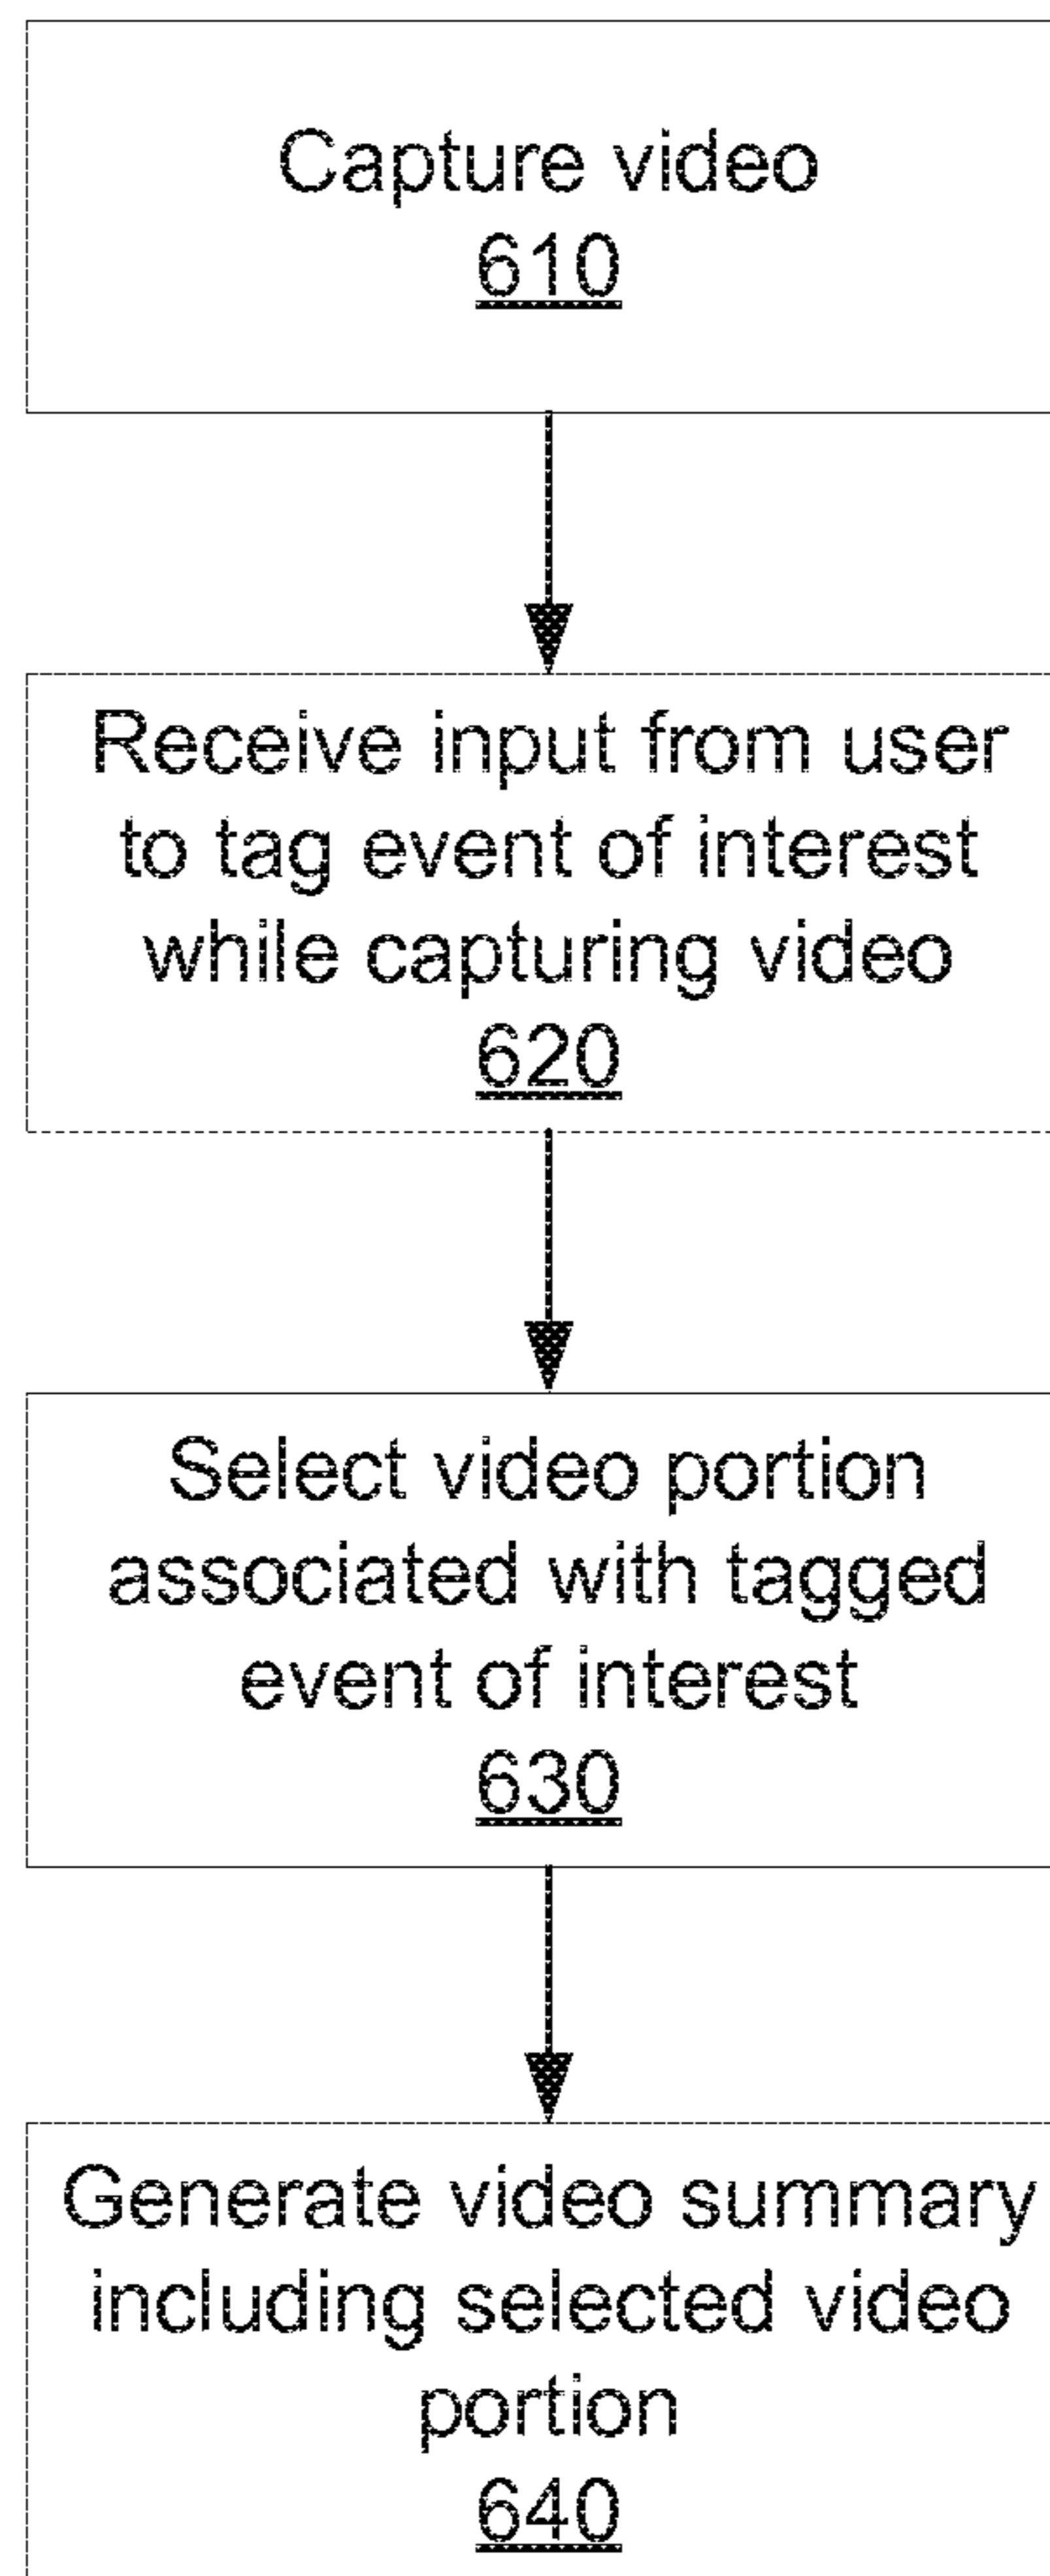 Capture video
610
Receive input from user
to tag event of interest
while capturing video
620
Select video portion
associated with tagged
event of interest
630
Generate video summary
including selected video
portion
640